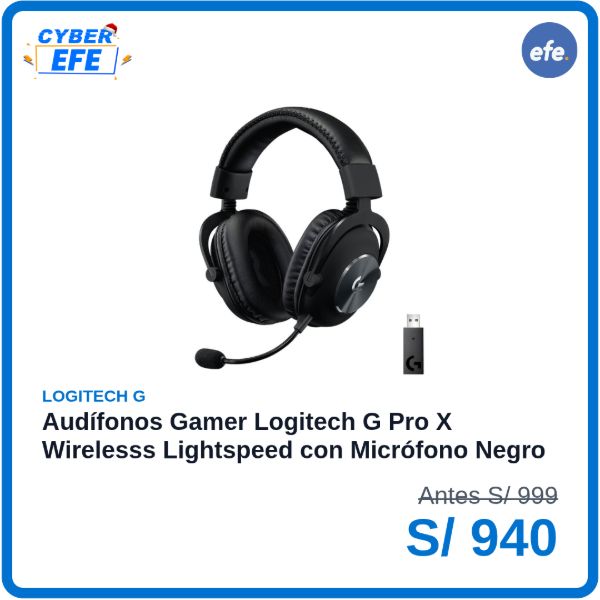 CYBER
EFE
efe.
LOGITECH G
Audífonos Gamer Logitech G Pro X
Wirelesss Lightspeed con Micrófono Negro
Antes S/ 999
S/ 940